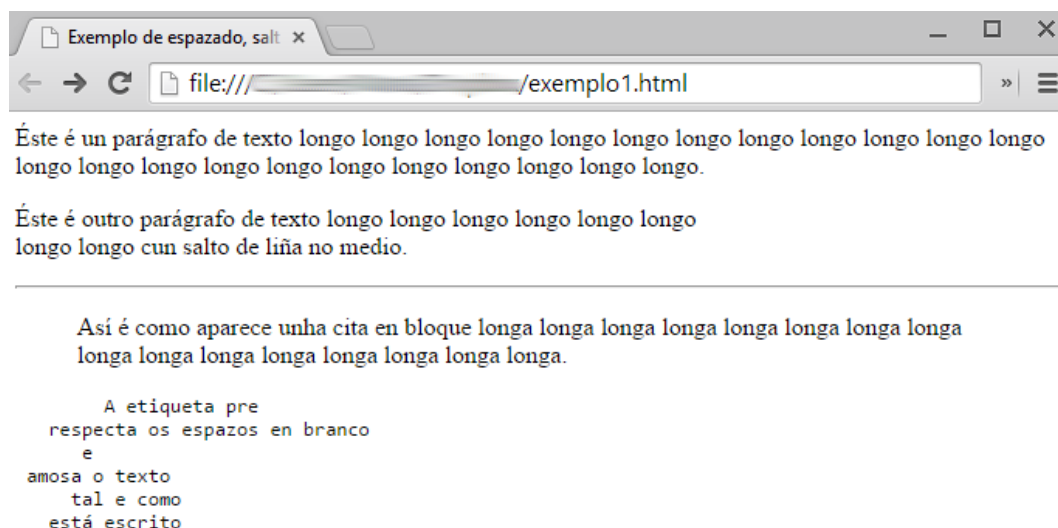 Exemplo de espazado, salt
file:/// /exemplo1.html
Éste é un parágrafo de texto longo longo longo longo longo longo longo longo longo longo longo longo
longo longo longo longo longo longo longo longo longo longo longo.
Éste é outro parágrafo de texto longo longo longo longo longo longo
longo longo cun salto de liña no medio.
Así é como aparece unha cita en bloque longa longa longa longa longa longa longa longa
longa longa longa longa longa longa longa longa.
A etiqueta pre
respecta os espazos en branco
e
amosa o texto
tal e como
está escrito